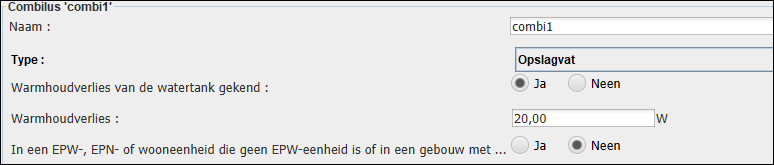 Combilus 'combi1'
Naam : combi1
Type : Opslagvat
Warmhoudverlies van de watertank gekend : Ja Neen
Warmhoudverlies : 20,00 W
In een EPW-, EPN- of wooneenheid die geen EPW-eenheid is of in een gebouw met ... Ja Neen